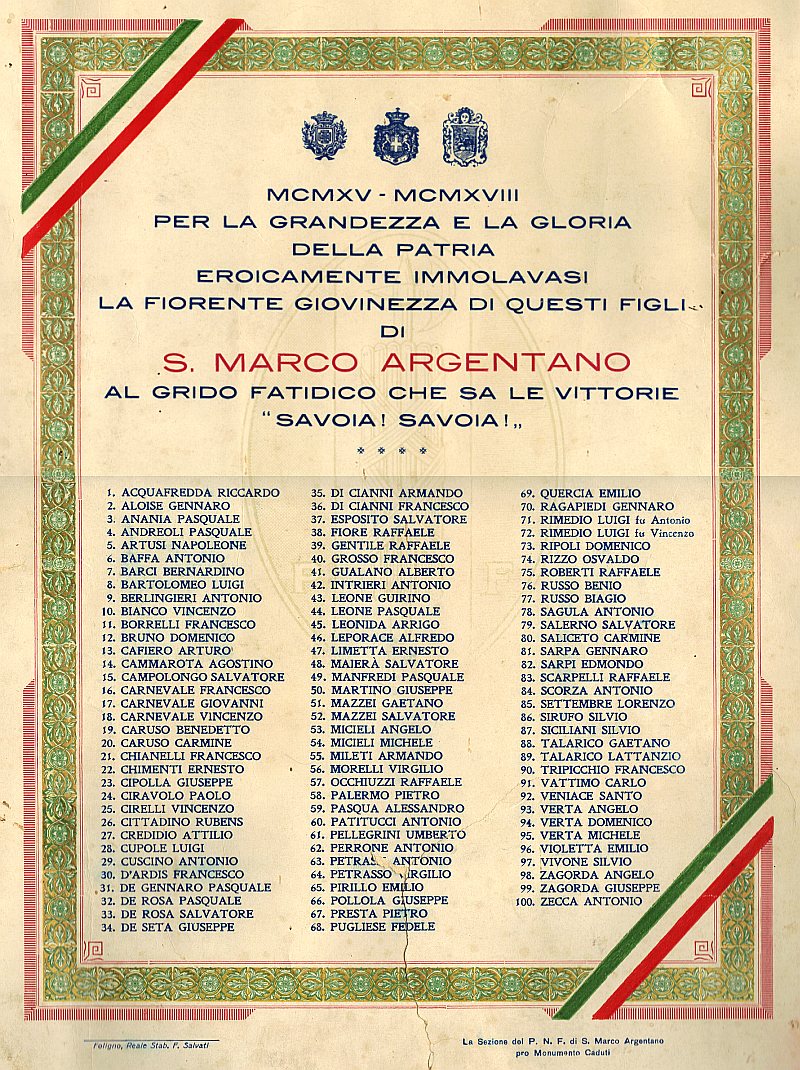 MCMXV - MCMXVIII
PER LA GRANDEZZA E LA GLORIA
DELLA PATRIA
EROICAMENTE IMMOLAVASI
LA FIORENTE GIOVINEZZA DI QUESTI FIGLI
DI
S. MARCO ARGENTANO
AL GRIDO FATIDICO CHE SA LE VITTORIE
"SAVOIA! SAVOIA!„
1. ACQUAFREDDA RICCARDO
2. ALOISE GENNARO
3. ANANIA PASQUALE
4. ANDREOLI PASQUALE
5. ARTUSI NAPOLEONE
6. BAFFA ANTONIO
7. BARCI BERNARDINO
8. BARTOLOMEO LUIGI
9. BERLINGIERI ANTONIO
10. BIANCO VINCENZO
11. BORRELLI FRANCESCO
12. BRUNO DOMENICO
13. CAFIERO ARTURO
14. CAMMAROTA AGOSTINO
15. CAMPOLONGO SALVATORE
16. CARNEVALE FRANCESCO
17. CARNEVALE GIOVANNI
18. CARNEVALE VINCENZO
19. CARUSO BENEDETTO
20. CARUSO CARMINE
21. CHIANELLI FRANCESCO
22. CHIMENTI ERNESTO
23. CIPOLLA GIUSEPPE
24. CIRAVOLO PAOLO
25. CIRELLI VINCENZO
26. CITTADINO RUBENS
27. CREDIDIO ATTILIO
28. CUPOLE LUIGI
29. CUSCINO ANTONIO
30. D'ARDIS FRANCESCO
31. DE GENNARO PASQUALE
32. DE ROSA PASQUALE
33. DE ROSA SALVATORE
34. DE SETA GIUSEPPE
35. DI CIANNI ARMANDO
36. DI CIANNI FRANCESCO
37. ESPOSITO SALVATORE
38. FIORE RAFFAELE
39. GENTILE RAFFAELE
40. GROSSO FRANCESCO
41. GUALANO ALBERTO
42. INTRIERI ANTONIO
43. LEONE GUIRINO
44. LEONE PASQUALE
45. LEONIDA ARRIGO
46. LEPORACE ALFREDO
47. LIMETTA ERNESTO
48. MAIERÀ SALVATORE
49. MANFREDI PASQUALE
50. MARTINO GIUSEPPE
51. MAZZEI GAETANO
52. MAZZEI SALVATORE
53. MICIELI ANGELO
54. MICIELI MICHELE
55. MILETI ARMANDO
56. MORELLI VIRGILIO
57. OCCHIUZZI RAFFAELE
58. PALERMO PIETRO
59. PASQUA ALESSANDRO
60. PATITUCCI ANTONIO
61. PELLEGRINI UMBERTO
62. PERRONE ANTONIO
63. ANTONIO
64. PETRASSO VIRGILIO
65. PIRILLO EMILIO
66. POLLOLA GIUSEPPE
67. PRESTA PIETRO
68. PUGLIESE FEDELE
69. QUERCIA EMILIO
70. RAGAPIEDI GENNARO
71. RIMEDIO LUIGI fu Antonio
72. RIMEDIO LUIGI fu Vincenzo
73. RIPOLI DOMENICO
74. RIZZO OSVALDO
75. ROBERTI RAFFAELE
76. RUSSO BENIO
77. RUSSO BIAGIO
78. SAGULA ANTONIO
79. SALERNO SALVATORE
80. SALICETO CARMINE
81. SARPA GENNARO
82. SARPI EDMONDO
83. SCARPELLI RAFFAELE
84. SCORZA ANTONIO
85. SETTEMBRE LORENZO
86. SIRUFO SILVIO
87. SICILIANI SILVIO
88. TALARICO GAETANO
89. TALARICO LATTANZIO
90. TRIPICCHIO FRANCESCO
91. VATTIMO CARLO
92. VENIACE SANTO
93. VERTA ANGELO
94. VERTA DOMENICO
95. VERTA MICHELE
96. VIOLETTA EMILIO
97. VIVONE SILVIO
98. ZAGORDA ANGELO
99. ZAGORDA GIUSEPPE
100. ZECCA ANTONIO
Foligno, Reale Stab. F. Salvati
La Sezione del P. N. F. di S. Marco Argentano
pro Monumento Caduti